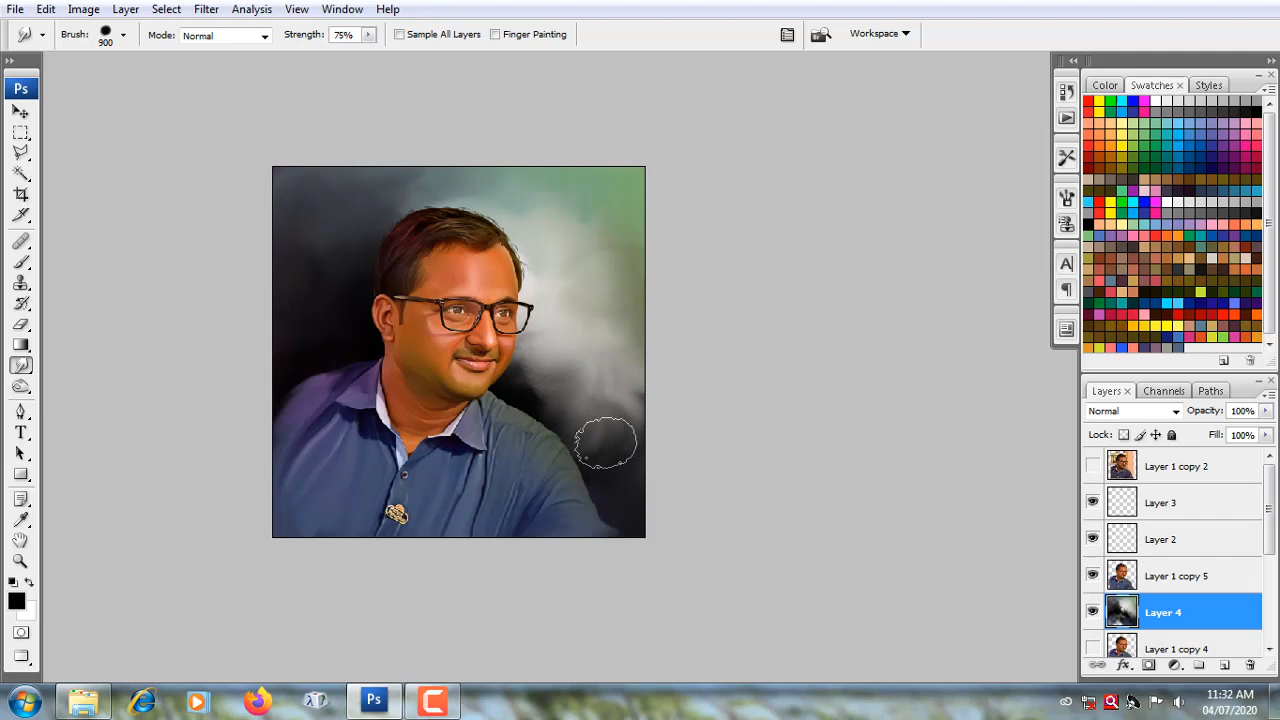 File Edit Image Layer Select Filter Analysis View Window Help
Brush: 900 Mode: Normal Strength: 75% Sample All Layers Finger Painting Workspace
Ps
Color Swatches Styles
Layers Channels Paths
Normal Opacity: 100%
Lock: Fill: 100%
Layer 1 copy 2
Layer 3
Layer 2
Layer 1 copy 5
Layer 4
Layer 1 copy 4
Ps
11:32 AM
04/07/2020